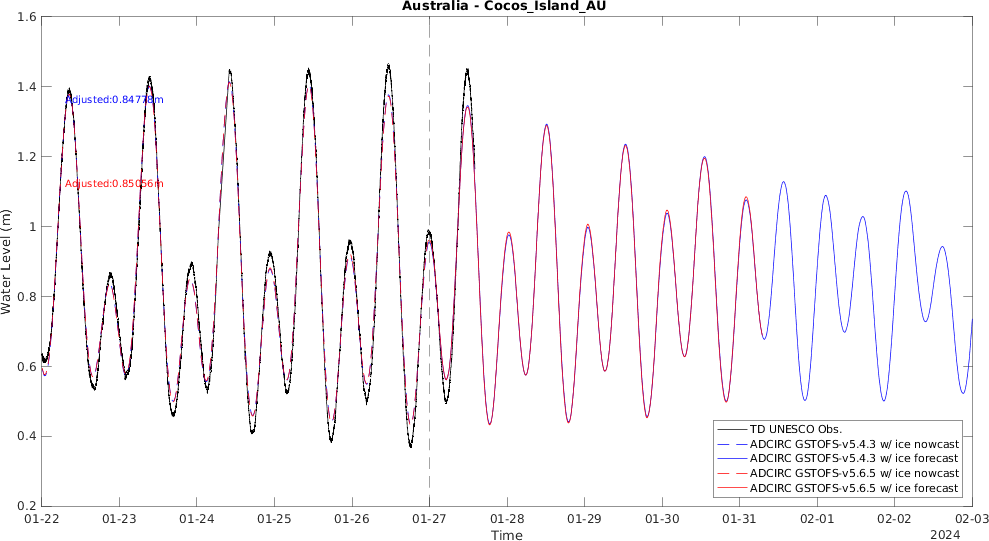 Australia - Cocos_Island_AU
1.6
1.4
1.2
1
0.8
0.6
0.4
0.2
Water Level (m)
Adjusted:0.84778m
Adjusted:0.85056m
TD UNESCO Obs.
ADCIRC GSTOFS-v5.4.3 w/ ice nowcast
ADCIRC GSTOFS-v5.4.3 w/ ice forecast
ADCIRC GSTOFS-v5.6.5 w/ ice nowcast
ADCIRC GSTOFS-v5.6.5 w/ ice forecast
01-22 01-23 01-24 01-25 01-26 01-27 01-28 01-29 01-30 01-31 02-01 02-02 02-03
Time
2024